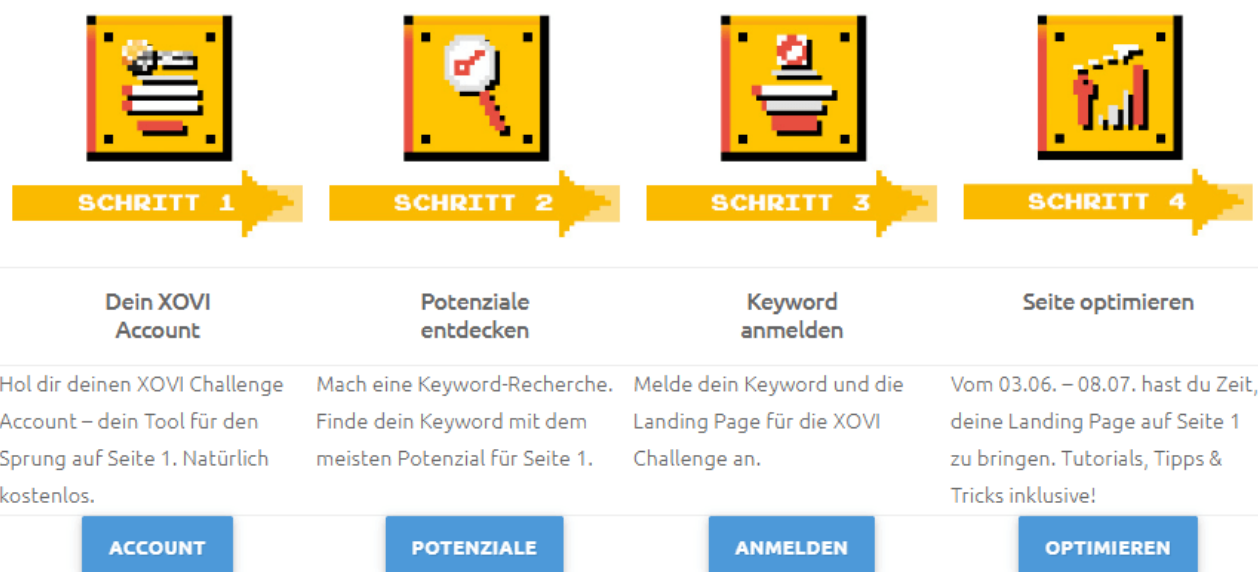 SCHRITT 1
SCHRITT 2
SCHRITT 3
SCHRITT 4
Dein XOVI
Account
Potenziale
entdecken
Keyword
anmelden
Seite optimieren
Hol dir deinen XOVI Challenge
Account – dein Tool für den
Sprung auf Seite 1. Natürlich
kostenlos.
Mach eine Keyword-Recherche.
Finde dein Keyword mit dem
meisten Potenzial für Seite 1.
Melde dein Keyword und die
Landing Page für die XOVI
Challenge an.
Vom 03.06. – 08.07. hast du Zeit,
deine Landing Page auf Seite 1
zu bringen. Tutorials, Tipps &
Tricks inklusive!
ACCOUNT
POTENZIALE
ANMELDEN
OPTIMIEREN